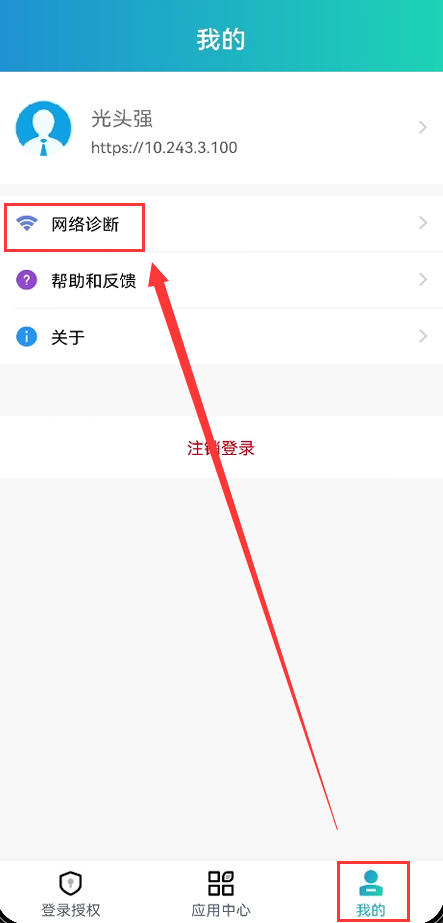 我的
光头强
https://10.243.3.100
网络诊断
?
帮助和反馈
i
关于
注销登录
登录授权
应用中心
我的